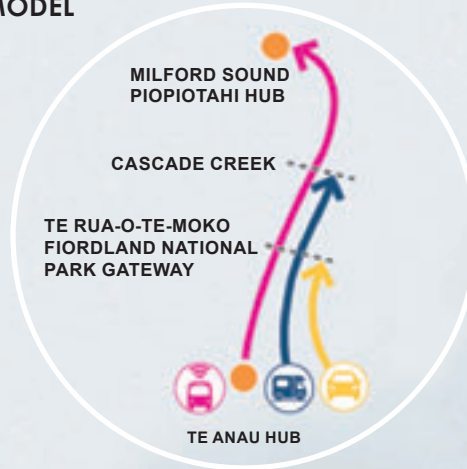 MODEL
MILFORD SOUND
PIOPIOTAHI HUB
CASCADE CREEK
TE RUA-O-TE-MOKO
FIORDLAND NATIONAL
PARK GATEWAY
TE ANAU HUB